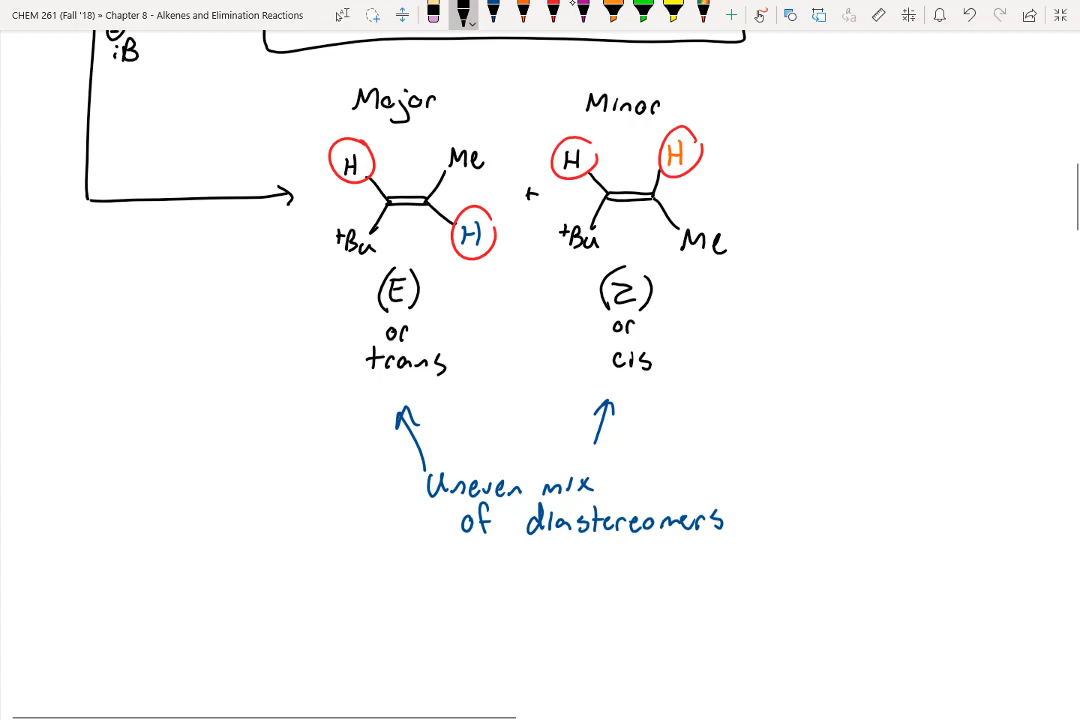 CHEM 261 (Fall '18) » Chapter 8 - Alkenes and Elimination Reactions
:B
Major Minor
H Me + H H
tBu H tBu Me
(E) (Z)
or or
trans cis
Uneven mix
of diastereomers